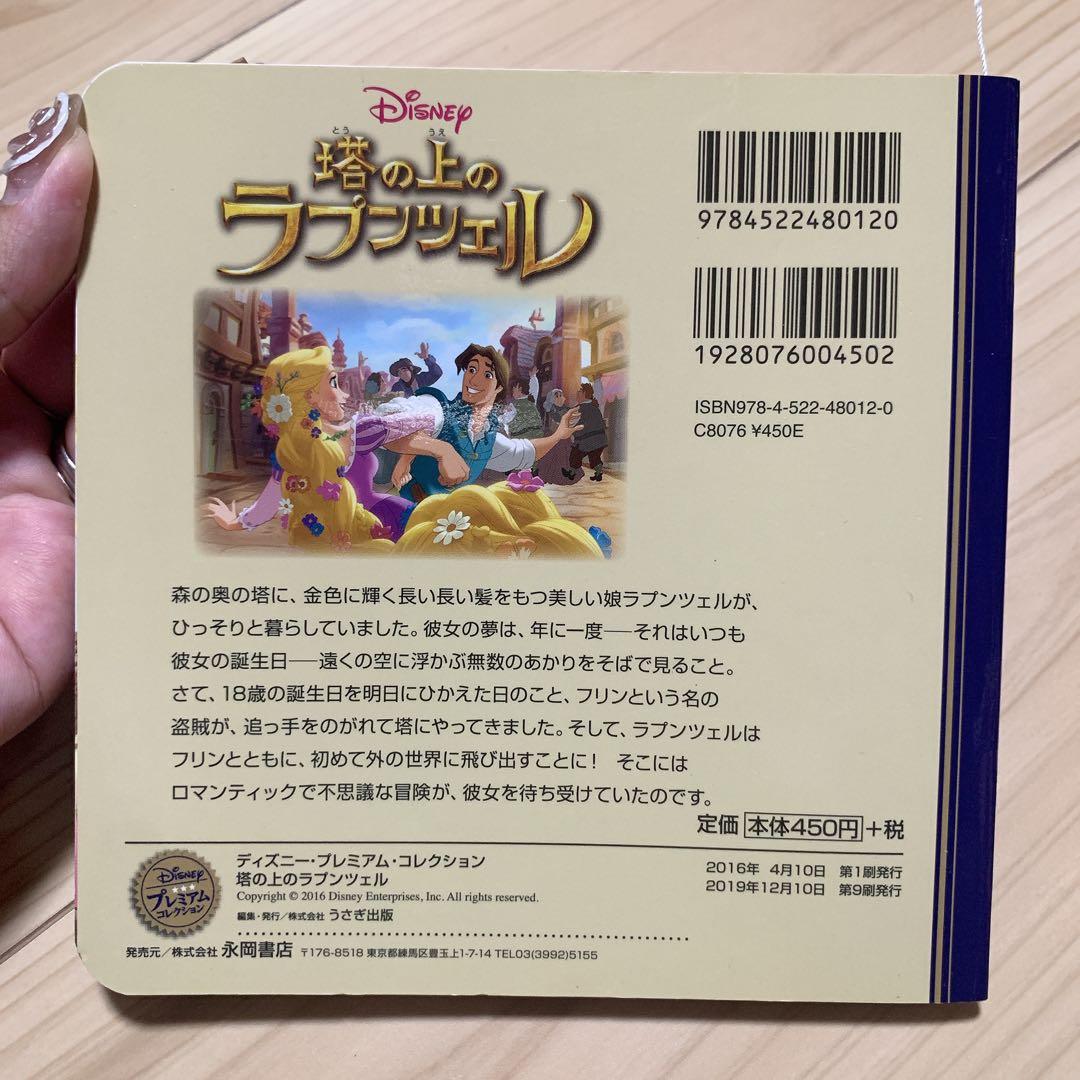 Disney
とう うえ
塔の上の
ラプンツェル
9784522480120
1928076004502
ISBN978-4-522-48012-0
C8076 ¥450E
森の奥の塔に、金色に輝く長い長い髪をもつ美しい娘ラプンツェルが、
ひっそりと暮らしていました。彼女の夢は、年に一度──それはいつも
彼女の誕生日──遠くの空に浮かぶ無数のあかりをそばで見ること。
さて、18歳の誕生日を明日にひかえた日のこと、フリンという名の
盗賊が、追っ手をのがれて塔にやってきました。そして、ラプンツェルは
フリンとともに、初めて外の世界に飛び出すことに！ そこには
ロマンティックで不思議な冒険が、彼女を待ち受けていたのです。
定価 本体450円+税
Disney
プレミアム
コレクション
ディズニー・プレミアム・コレクション
塔の上のラプンツェル
Copyright © 2016 Disney Enterprises, Inc. All rights reserved.
編集・発行／株式会社 うさぎ出版
2016年 4月10日 第1刷発行
2019年12月10日 第9刷発行
発売元／株式会社 永岡書店 〒176-8518 東京都練馬区豊玉上1-7-14 TEL03(3992)5155